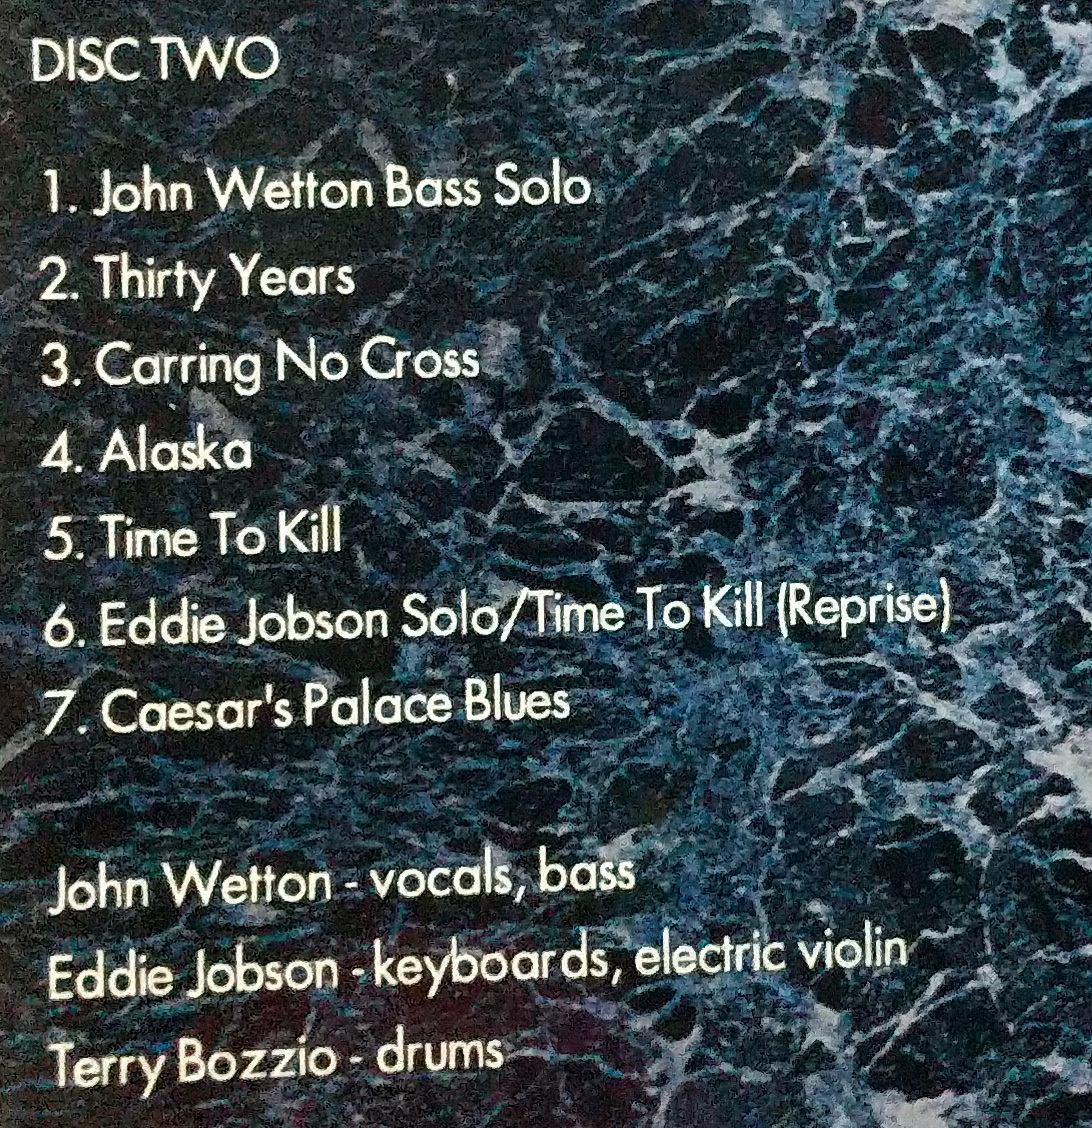 DISC TWO
1. John Wetton Bass Solo
2. Thirty Years
3. Carring No Cross
4. Alaska
5. Time To Kill
6. Eddie Jobson Solo/Time To Kill (Reprise)
7. Caesar's Palace Blues
John Wetton - vocals, bass
Eddie Jobson - keyboards, electric violin
Terry Bozzio - drums